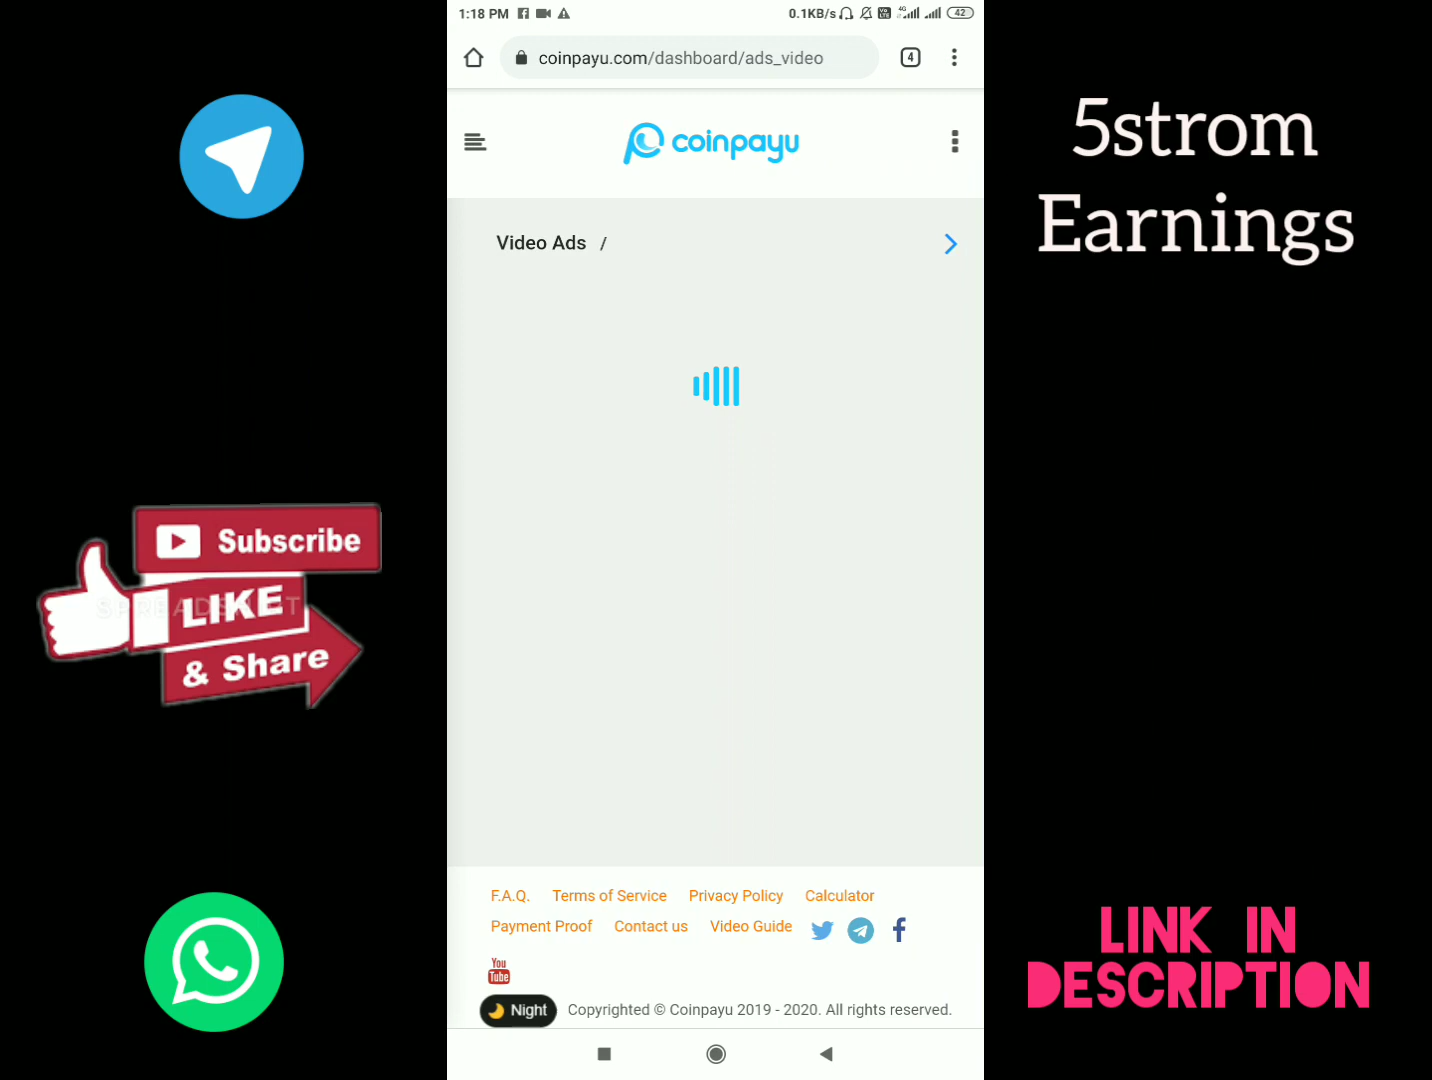 1:18 PM
0.1KB/s
4G
42
coinpayu.com/dashboard/ads_video
4
coinpayu
5strom
Earnings
Video Ads /
Subscribe
LIKE
& Share
F.A.Q. Terms of Service Privacy Policy Calculator
Payment Proof Contact us Video Guide
You
Tube
Night
Copyrighted © Coinpayu 2019 - 2020. All rights reserved.
LINK IN
DESCRIPTION